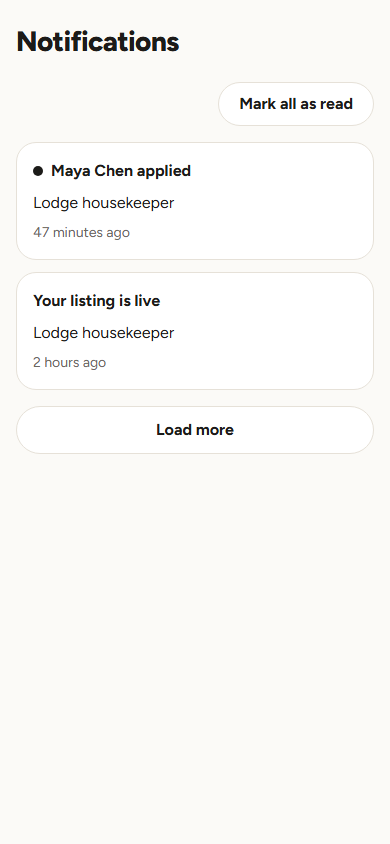 Notifications
Mark all as read
Maya Chen applied
Lodge housekeeper
47 minutes ago
Your listing is live
Lodge housekeeper
2 hours ago
Load more